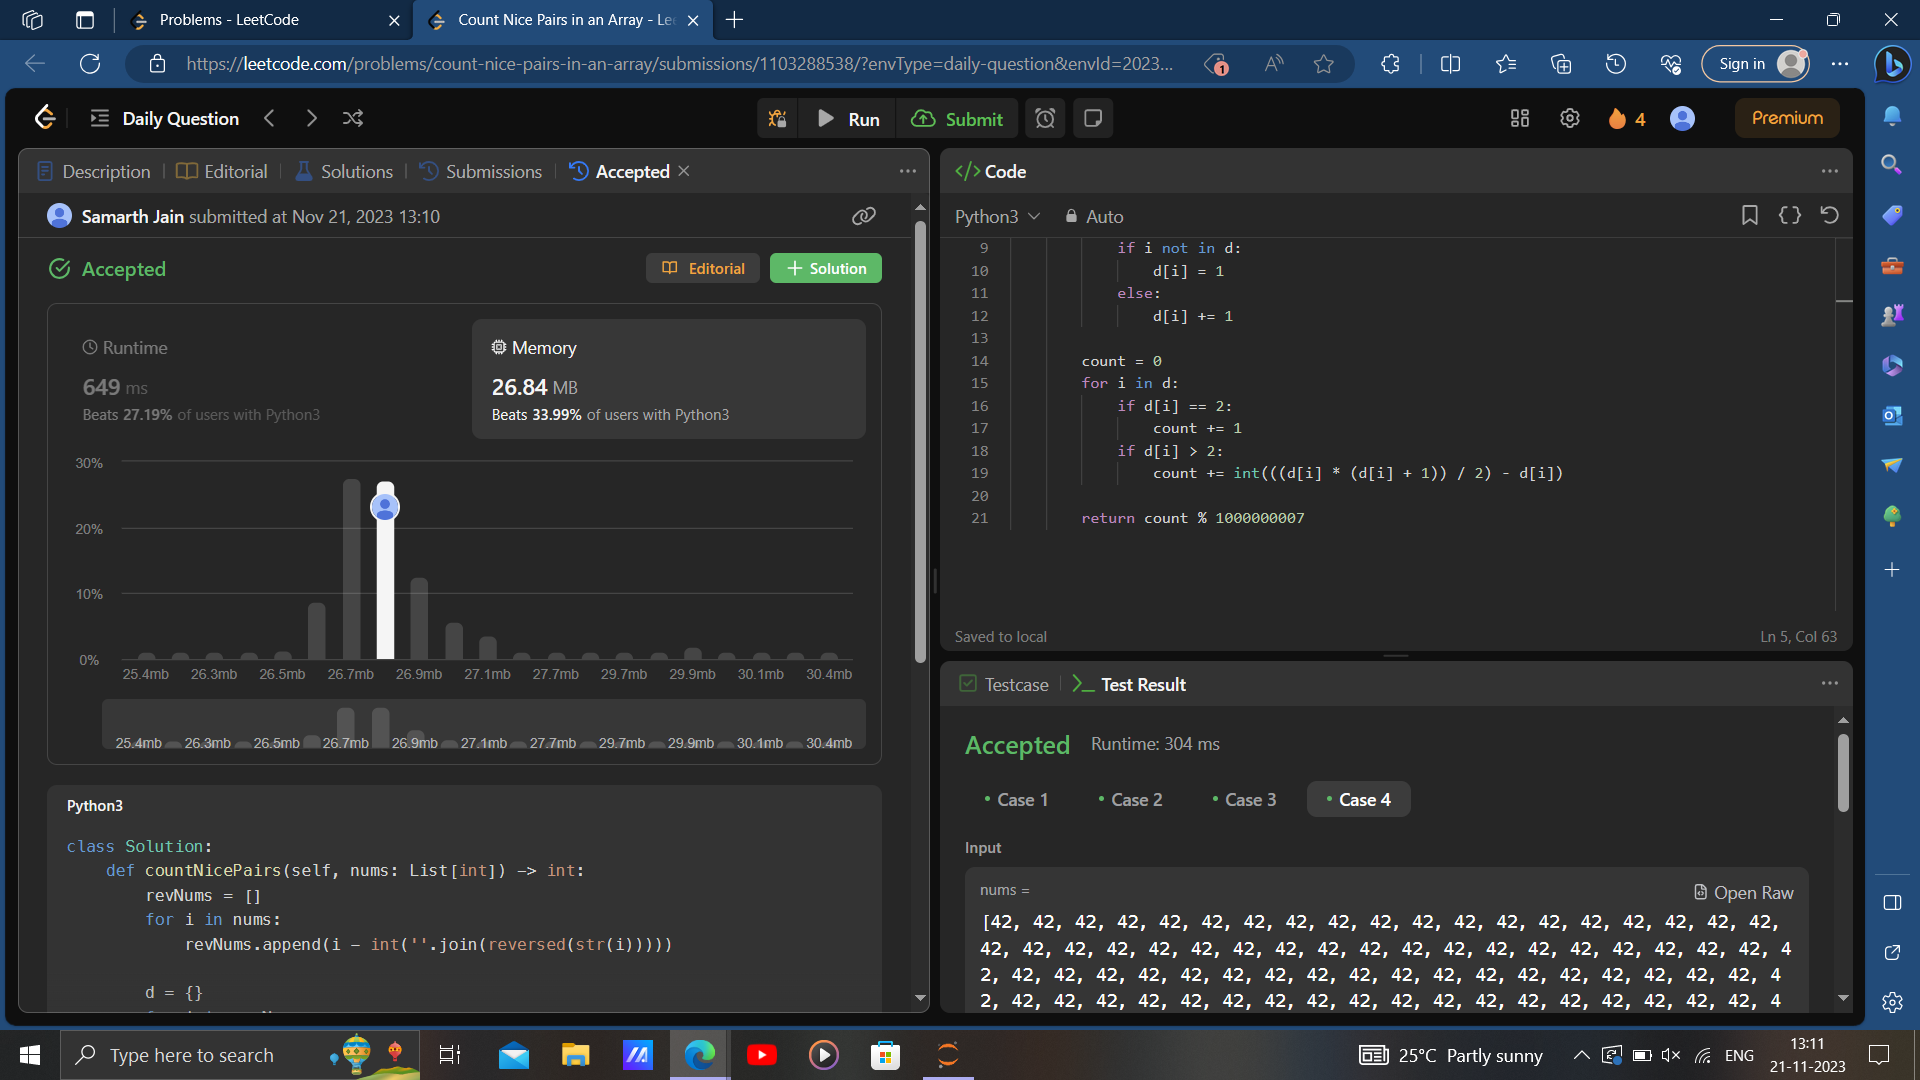 Problems - LeetCode
Count Nice Pairs in an Array - Le
https://leetcode.com/problems/count-nice-pairs-in-an-array/submissions/1103288538/?envType=daily-question&envId=2023...
1
Sign in
Daily Question
Run
Submit
4
Premium
Description
Editorial
Solutions
Submissions
Accepted
Samarth Jain submitted at Nov 21, 2023 13:10
Accepted
Editorial
+ Solution
Runtime
649 ms
Beats 27.19% of users with Python3
Memory
26.84 MB
Beats 33.99% of users with Python3
30%
20%
10%
0%
25.4mb 26.3mb 26.5mb 26.7mb 26.9mb 27.1mb 27.7mb 29.7mb 29.9mb 30.1mb 30.4mb
25.4mb 26.3mb 26.5mb 26.7mb 26.9mb 27.1mb 27.7mb 29.7mb 29.9mb 30.1mb 30.4mb
Python3
class Solution:
def countNicePairs(self, nums: List[int]) -> int:
revNums = []
for i in nums:
revNums.append(i - int(''.join(reversed(str(i)))))
d = {}
</> Code
Python3
Auto
9 if i not in d:
10 d[i] = 1
11 else:
12 d[i] += 1
13
14 count = 0
15 for i in d:
16 if d[i] == 2:
17 count += 1
18 if d[i] > 2:
19 count += int(((d[i] * (d[i] + 1)) / 2) - d[i])
20
21 return count % 1000000007
Saved to local
Ln 5, Col 63
Testcase
Test Result
Accepted
Runtime: 304 ms
Case 1
Case 2
Case 3
Case 4
Input
nums =
Open Raw
[42, 42, 42, 42, 42, 42, 42, 42, 42, 42, 42, 42, 42, 42, 42, 42, 42, 42, 42,
42, 42, 42, 42, 42, 42, 42, 42, 42, 42, 42, 42, 42, 42, 42, 42, 42, 42, 42, 4
2, 42, 42, 42, 42, 42, 42, 42, 42, 42, 42, 42, 42, 42, 42, 42, 42, 42, 42, 4
2, 42, 42, 42, 42, 42, 42, 42, 42, 42, 42, 42, 42, 42, 42, 42, 42, 42, 42, 4
Type here to search
25°C Partly sunny
ENG
13:11
21-11-2023